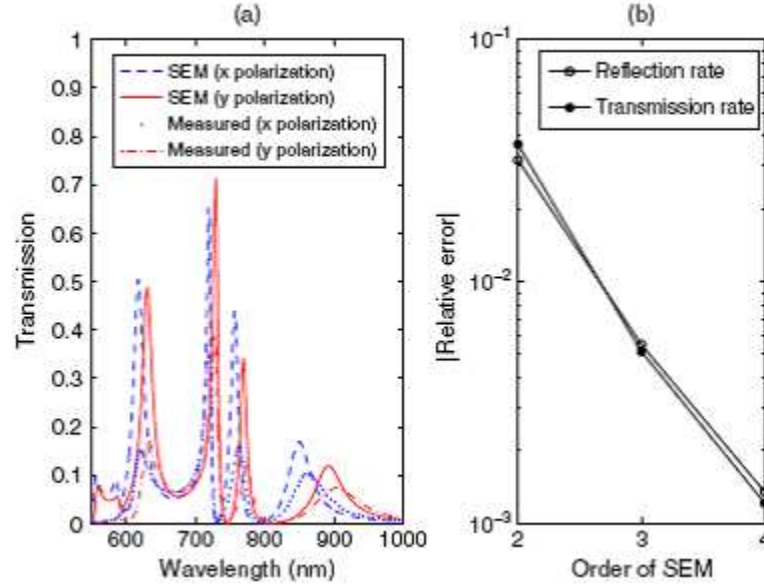 (a)
1
0.9
0.8
0.7
0.6
0.5
0.4
0.3
0.2
0.1
0
Transmission
SEM (x polarization)
SEM (y polarization)
Measured (x polarization)
Measured (y polarization)
600 700 800 900 1000
Wavelength (nm)
(b)
10⁻¹
10⁻²
10⁻³
|Relative error|
Reflection rate
Transmission rate
2 3 4
Order of SEM